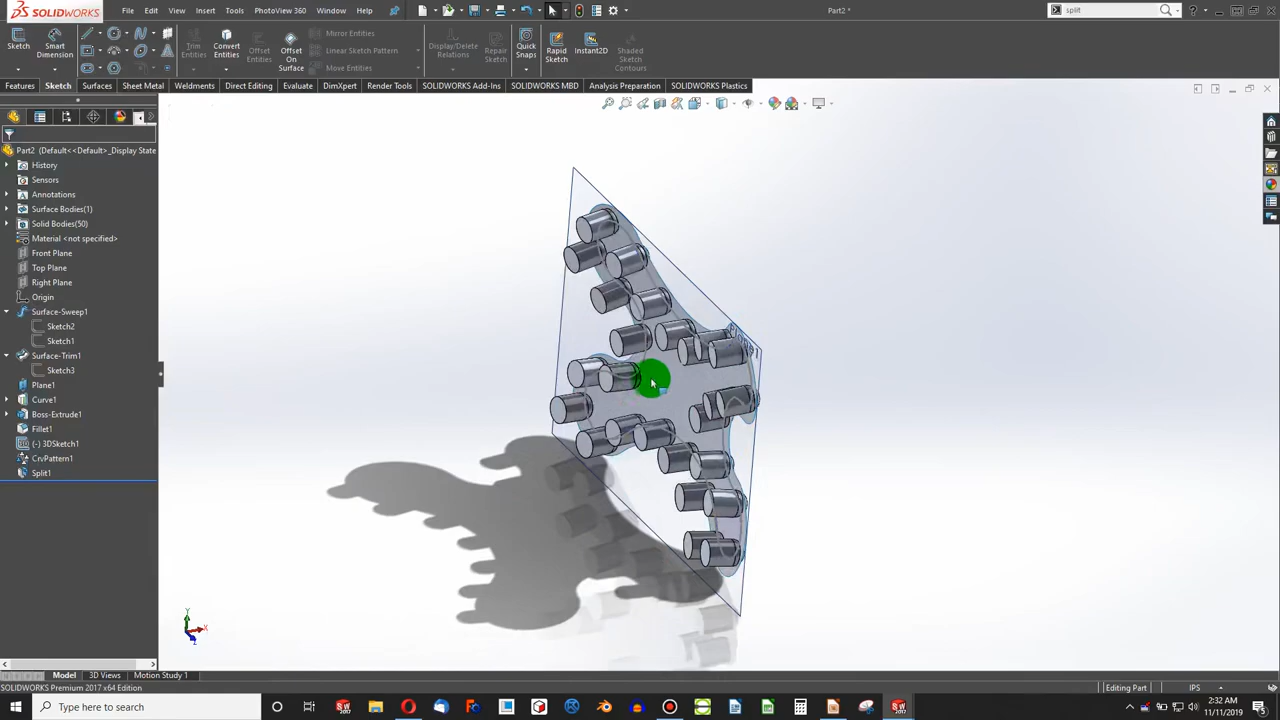 SOLIDWORKS
File Edit View Insert Tools PhotoView 360 Window Help
Part2 *
split
Sketch
Smart Dimension
Trim Entities
Convert Entities
Offset Entities
Offset On Surface
Mirror Entities
Linear Sketch Pattern
Move Entities
Display/Delete Relations
Repair Sketch
Quick Snaps
Rapid Sketch
Instant2D
Shaded Sketch Contours
Features Sketch Surfaces Sheet Metal Weldments Direct Editing Evaluate DimXpert Render Tools SOLIDWORKS Add-Ins SOLIDWORKS MBD Analysis Preparation SOLIDWORKS Plastics
Part2 (Default<<Default>_Display State
History
Sensors
Annotations
Surface Bodies(1)
Solid Bodies(50)
Material <not specified>
Front Plane
Top Plane
Right Plane
Origin
Surface-Sweep1
Sketch2
Sketch1
Surface-Trim1
Sketch3
Plane1
Curve1
Boss-Extrude1
Fillet1
(-) 3DSketch1
CrvPattern1
Split1
Y
X
Z
Model 3D Views Motion Study 1
SOLIDWORKS Premium 2017 x64 Edition
Editing Part
IPS
Type here to search
2:32 AM
11/11/2019